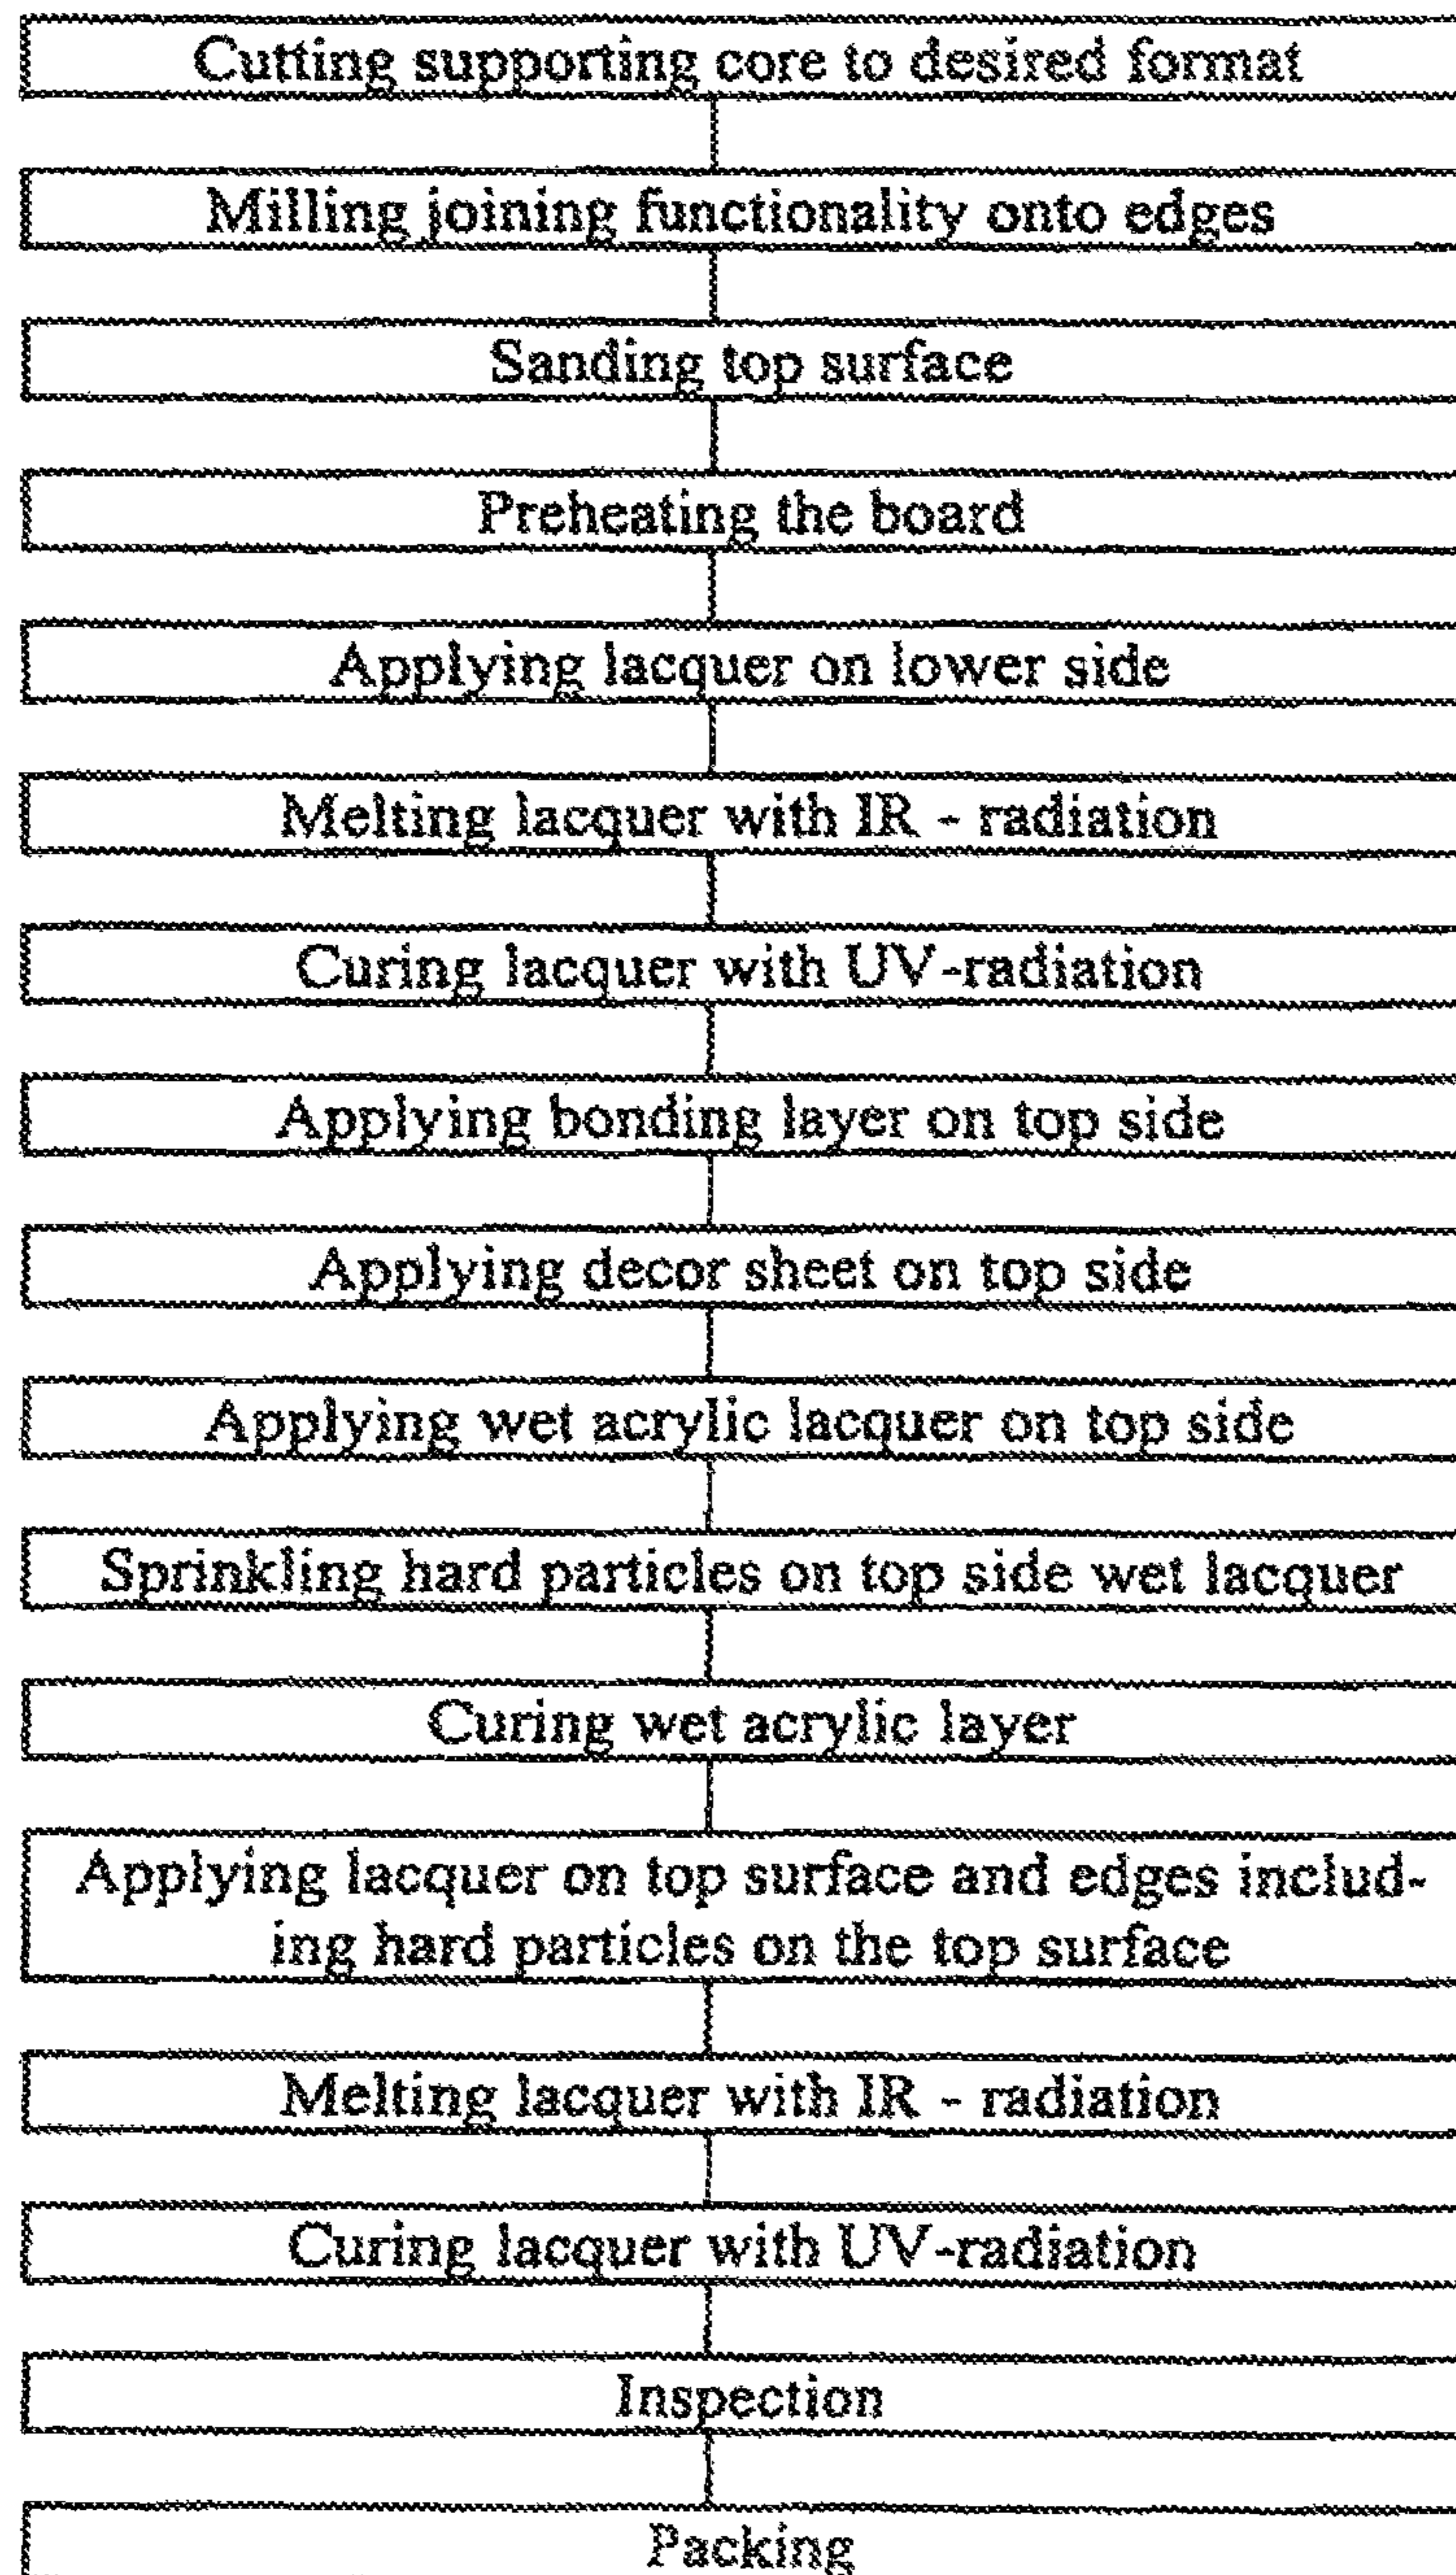 Cutting supporting core to desired format
Milling joining functionality onto edges
Sanding top surface
Preheating the board
Applying lacquer on lower side
Melting lacquer with IR - radiation
Curing lacquer with UV-radiation
Applying bonding layer on top side
Applying decor sheet on top side
Applying wet acrylic lacquer on top side
Sprinkling hard particles on top side wet lacquer
Curing wet acrylic layer
Applying lacquer on top surface and edges includ-
ing hard particles on the top surface
Melting lacquer with IR - radiation
Curing lacquer with UV-radiation
Inspection
Packing